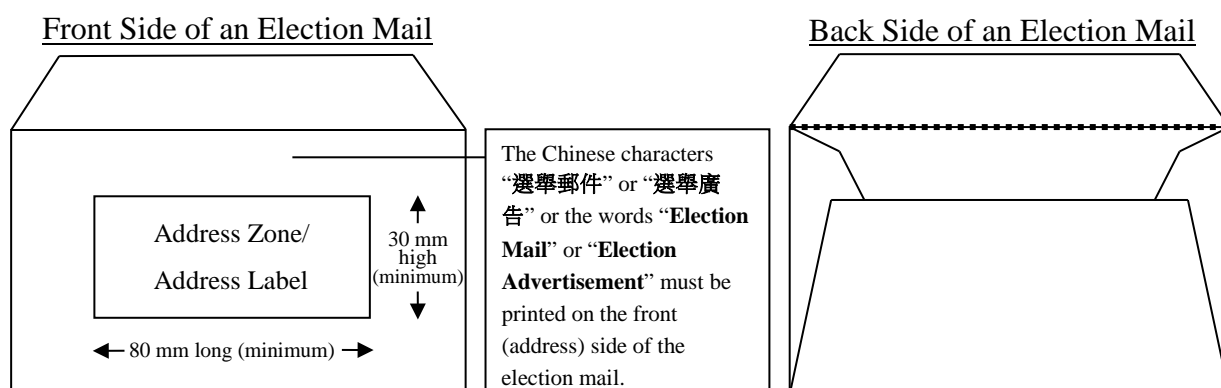 Front Side of an Election Mail
Back Side of an Election Mail
The Chinese characters
“選舉郵件” or “選舉廣
告” or the words “Election
Mail” or “Election
Advertisement” must be
printed on the front
(address) side of the
election mail.
Address Zone/
Address Label
30 mm
high
(minimum)
80 mm long (minimum)